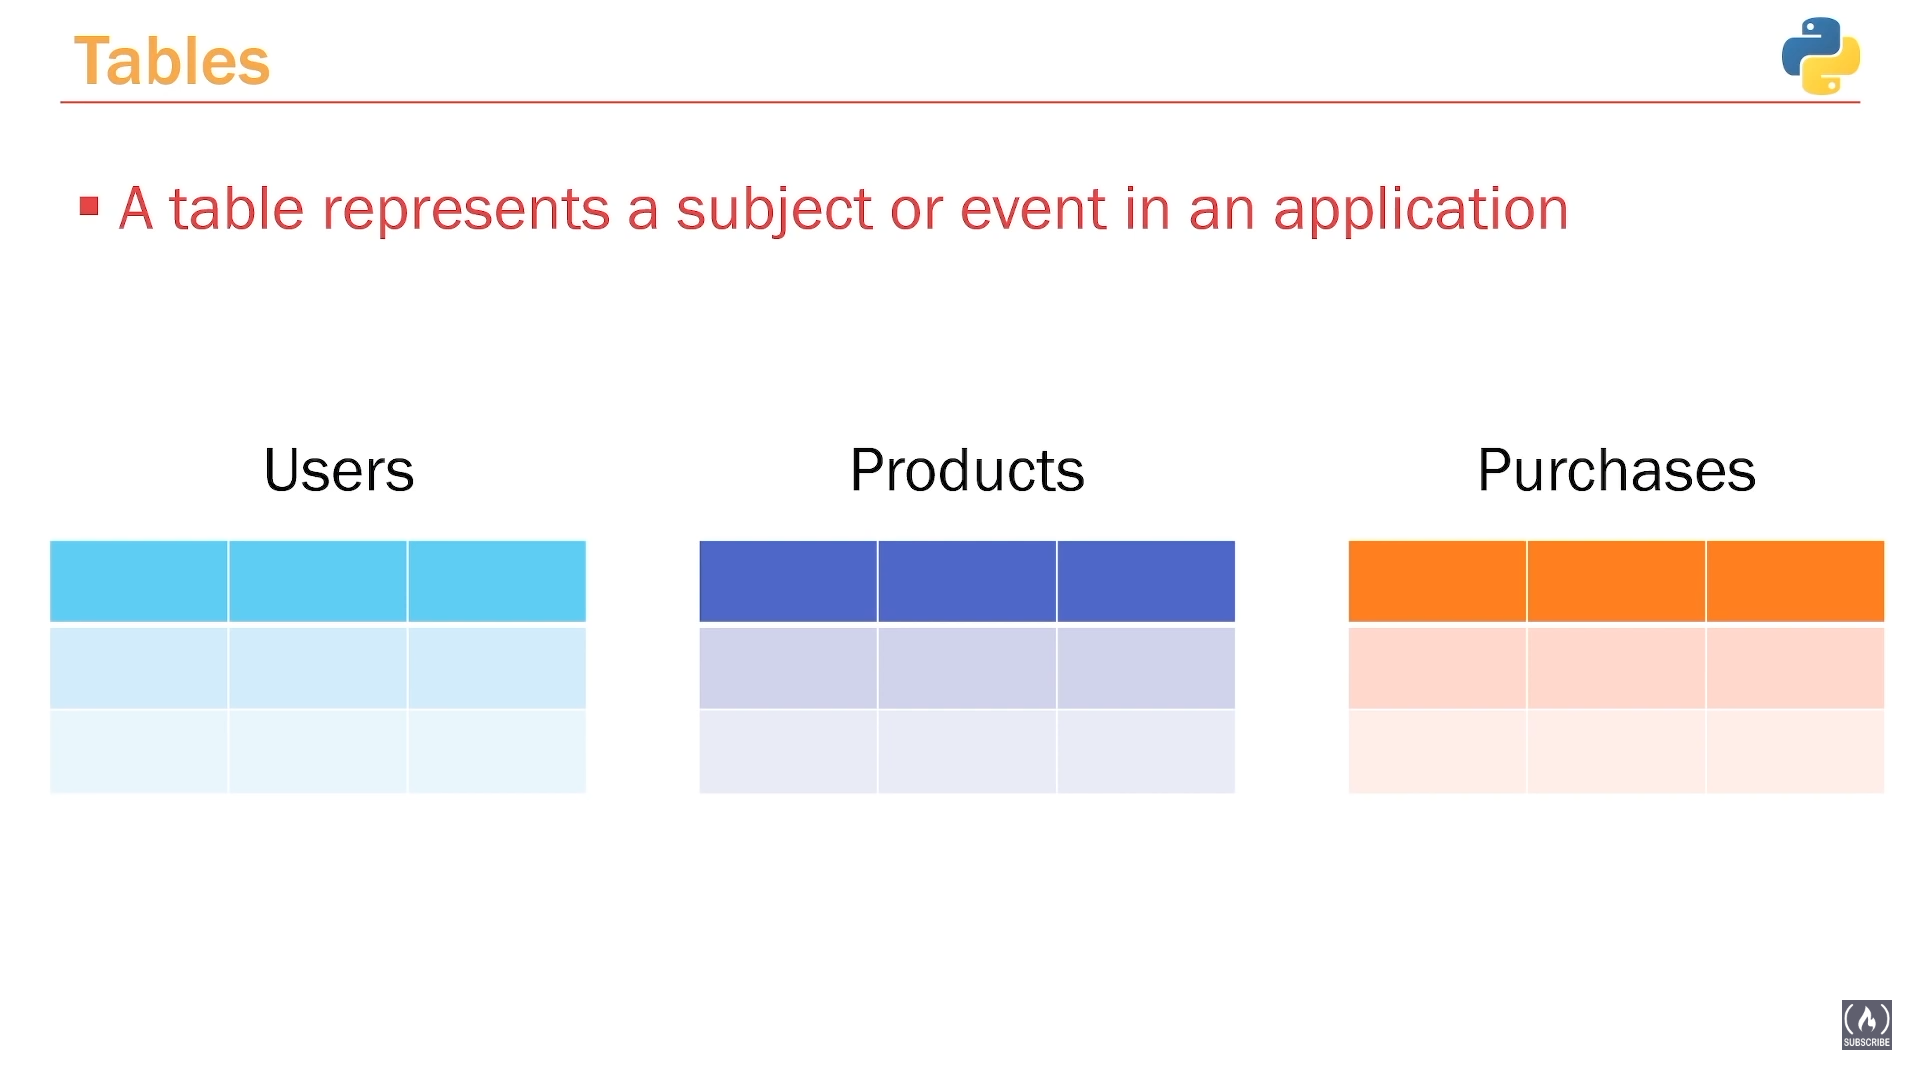 Tables
▪ A table represents a subject or event in an application
Users
Products
Purchases
SUBSCRIBE